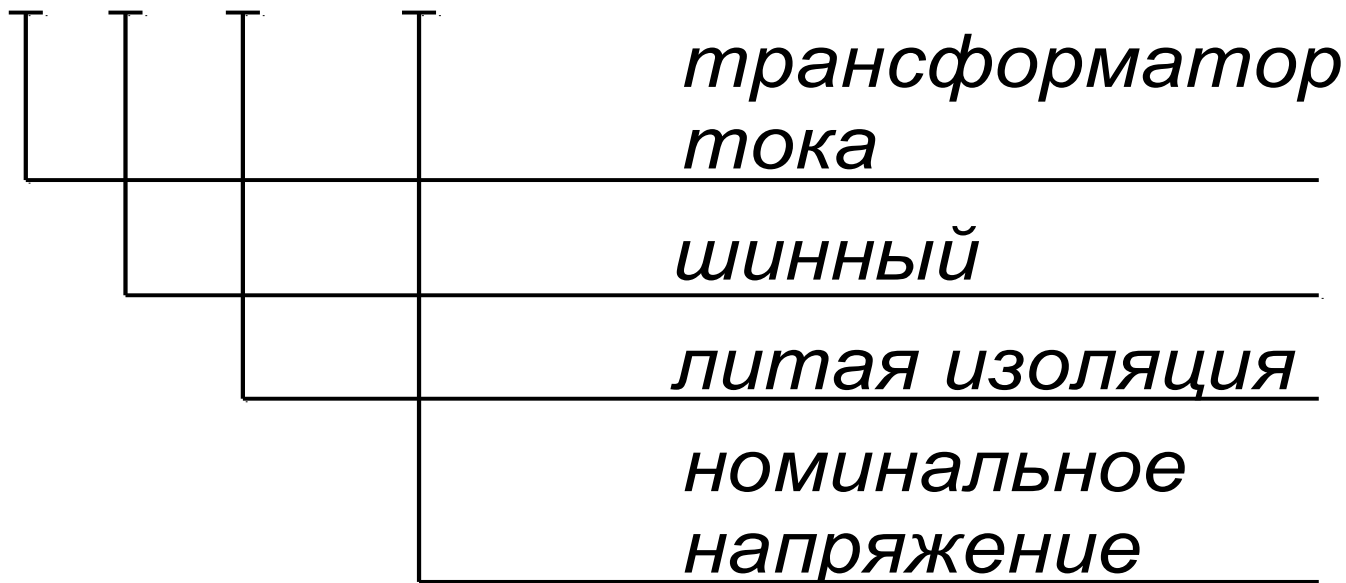 трансформатор
тока
шинный
литая изоляция
номинальное
напряжение